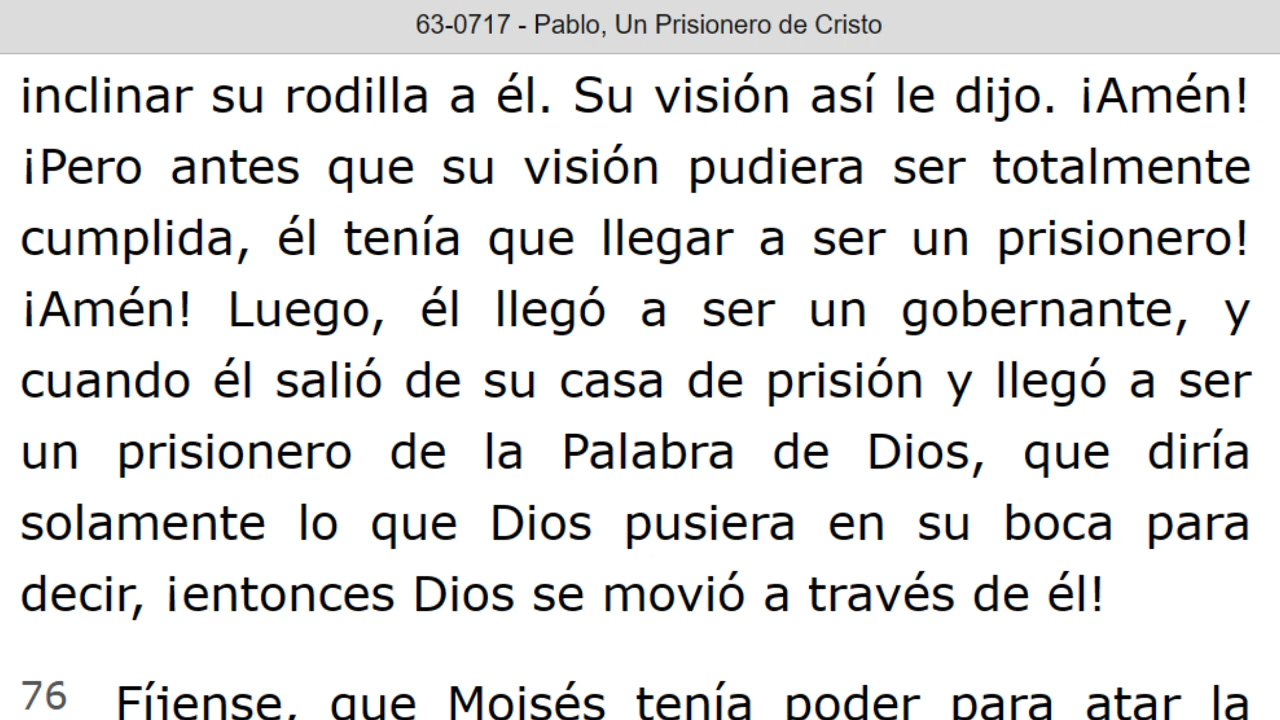 63-0717 - Pablo, Un Prisionero de Cristo
inclinar su rodilla a él. Su visión así le dijo. ¡Amén!
¡Pero antes que su visión pudiera ser totalmente
cumplida, él tenía que llegar a ser un prisionero!
¡Amén! Luego, él llegó a ser un gobernante, y
cuando él salió de su casa de prisión y llegó a ser
un prisionero de la Palabra de Dios, que diría
solamente lo que Dios pusiera en su boca para
decir, ¡entonces Dios se movió a través de él!
76 Fíjense, que Moisés tenía poder para atar la